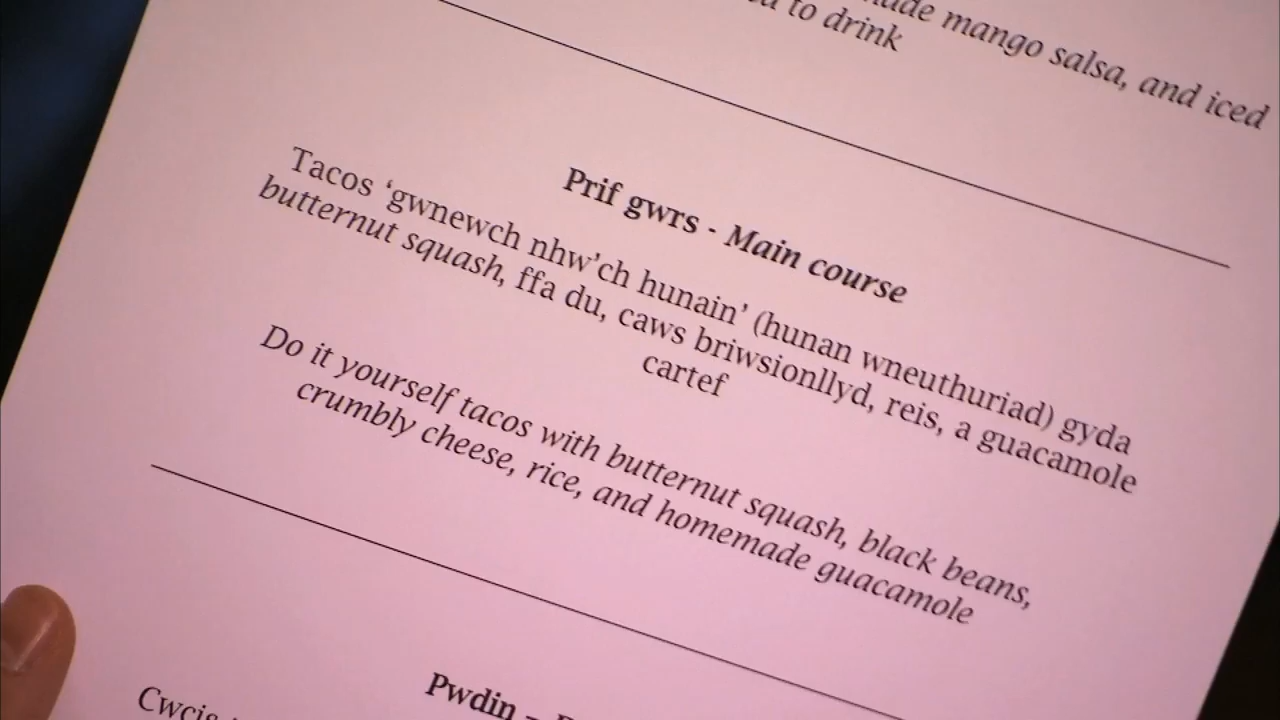 mango salsa, and iced
to drink
Prif gwrs - Main course
Tacos ‘gwnewch nhw’ch hunain’ (hunan wneuthuriad) gyda
butternut squash, ffa du, caws briwsionllyd, reis, a guacamole
cartef
Do it yourself tacos with butternut squash, black beans,
crumbly cheese, rice, and homemade guacamole
Pwdin -